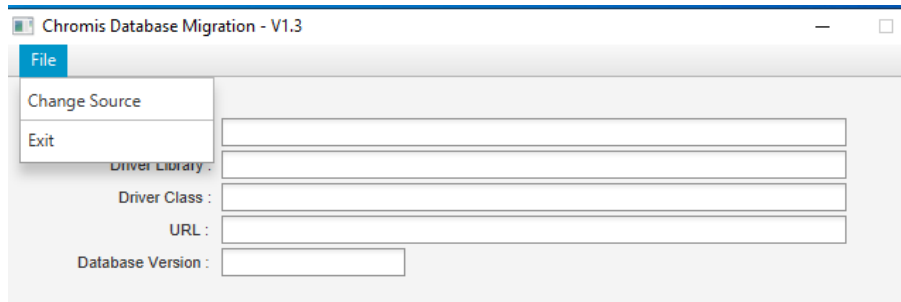 Chromis Database Migration - V1.3
File
Change Source
Exit
Driver Library :
Driver Class :
URL :
Database Version :